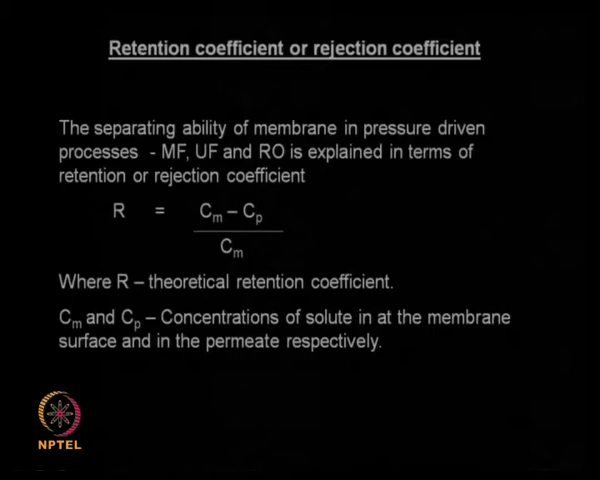 Retention coefficient or rejection coefficient
The separating ability of membrane in pressure driven
processes - MF, UF and RO is explained in terms of
retention or rejection coefficient
R = Cm – Cp
Cm
Where R – theoretical retention coefficient.
Cm and Cp – Concentrations of solute in at the membrane
surface and in the permeate respectively.
NPTEL